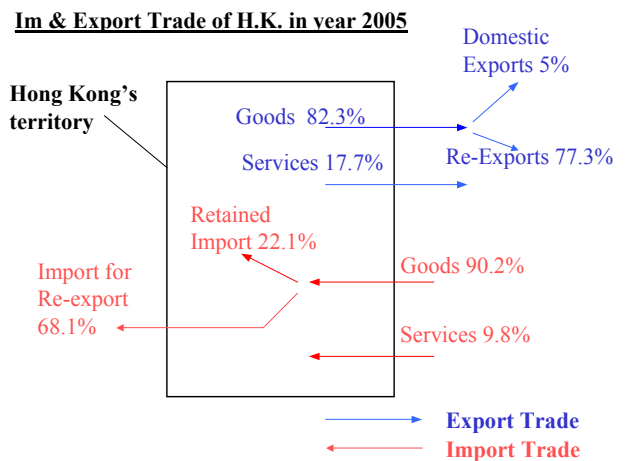 Im & Export Trade of H.K. in year 2005
Domestic
Exports 5%
Hong Kong's
territory
Goods 82.3%
Re-Exports 77.3%
Services 17.7%
Retained
Import 22.1%
Goods 90.2%
Import for
Re-export
68.1%
Services 9.8%
Export Trade
Import Trade